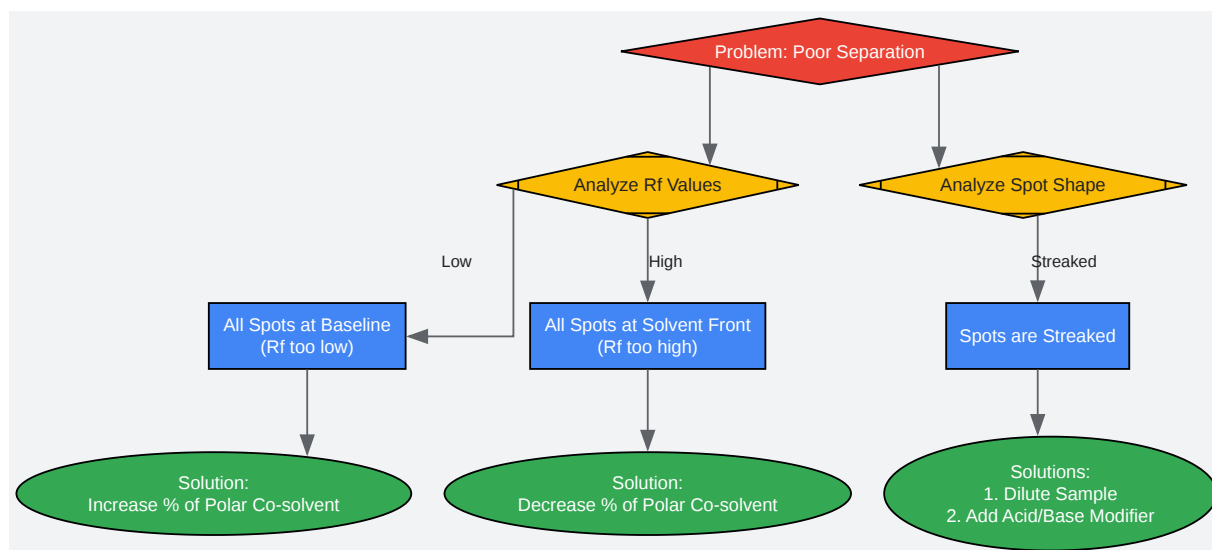 Problem: Poor Separation
Analyze Rf Values
Analyze Spot Shape
Low
High
Streaked
All Spots at Baseline
(Rf too low)
All Spots at Solvent Front
(Rf too high)
Spots are Streaked
Solution:
Increase % of Polar Co-solvent
Solution:
Decrease % of Polar Co-solvent
Solutions:
1. Dilute Sample
2. Add Acid/Base Modifier